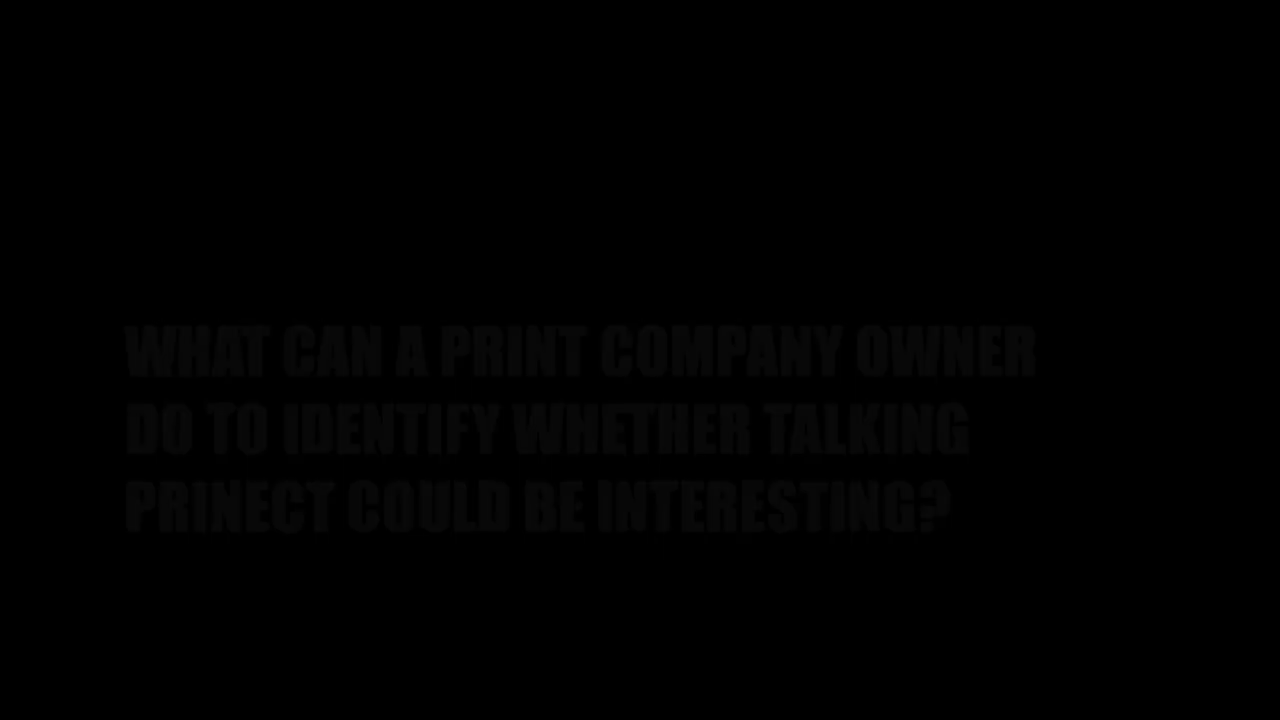 WHAT CAN A PRINT COMPANY OWNER
DO TO IDENTIFY WHETHER TALKING
PRINECT COULD BE INTERESTING?